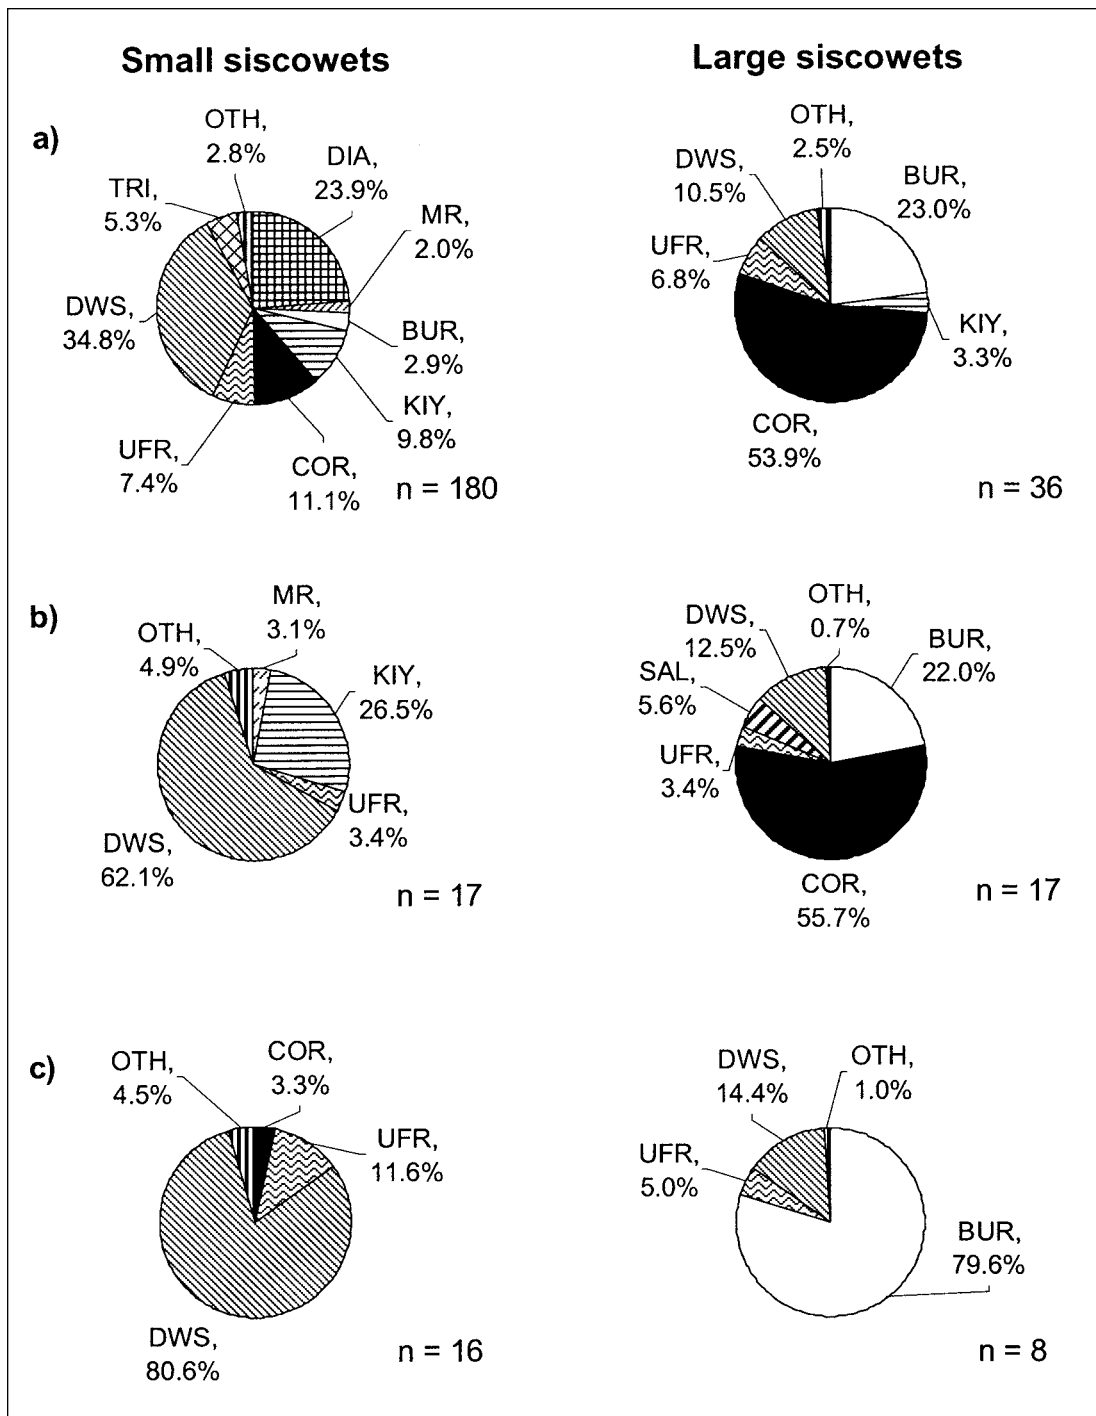 Small siscowets
Large siscowets
a)
OTH,
2.8%
DIA,
23.9%
TRI,
5.3%
MR,
2.0%
DWS,
34.8%
BUR,
2.9%
KIY,
9.8%
UFR,
7.4%
COR,
11.1%
n = 180
OTH,
2.5%
DWS,
10.5%
BUR,
23.0%
UFR,
6.8%
KIY,
3.3%
COR,
53.9%
n = 36
b)
MR,
3.1%
OTH,
4.9%
KIY,
26.5%
UFR,
3.4%
DWS,
62.1%
n = 17
OTH,
0.7%
DWS,
12.5%
BUR,
22.0%
SAL,
5.6%
UFR,
3.4%
COR,
55.7%
n = 17
c)
OTH,
4.5%
COR,
3.3%
UFR,
11.6%
DWS,
80.6%
n = 16
DWS,
14.4%
OTH,
1.0%
UFR,
5.0%
BUR,
79.6%
n = 8